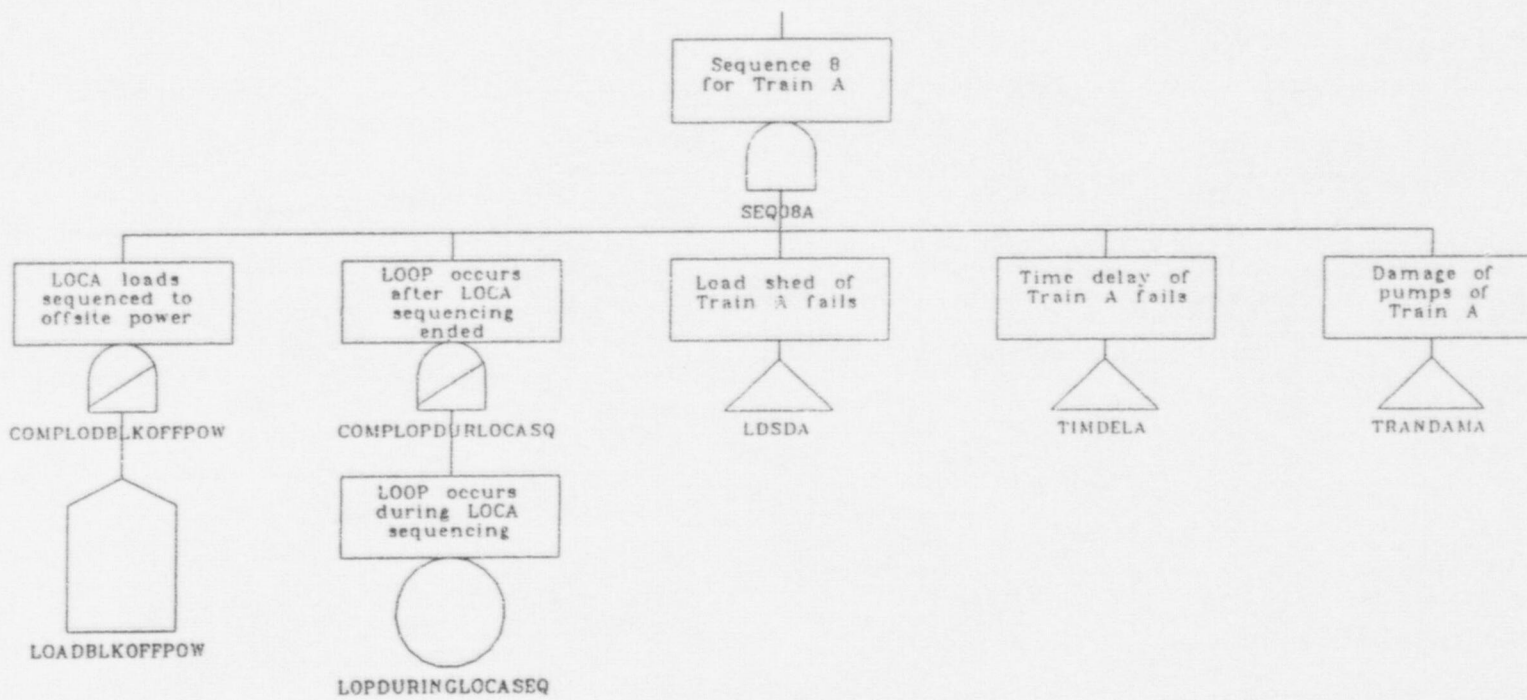 Sequence 8
for Train A
SEQ08A
LOCA loads
sequenced to
offsite power
COMPLODBLKOFFPOW
LOADBLKOFFPOW
LOOP occurs
after LOCA
sequencing
ended
COMPLOPDURLOCASQ
LOOP occurs
during LOCA
sequencing
LOPDURINGLOCASEQ
Load shed of
Train A fails
LDSDA
Time delay of
Train A fails
TIMDELA
Damage of
pumps of
Train A
TRANDAMA